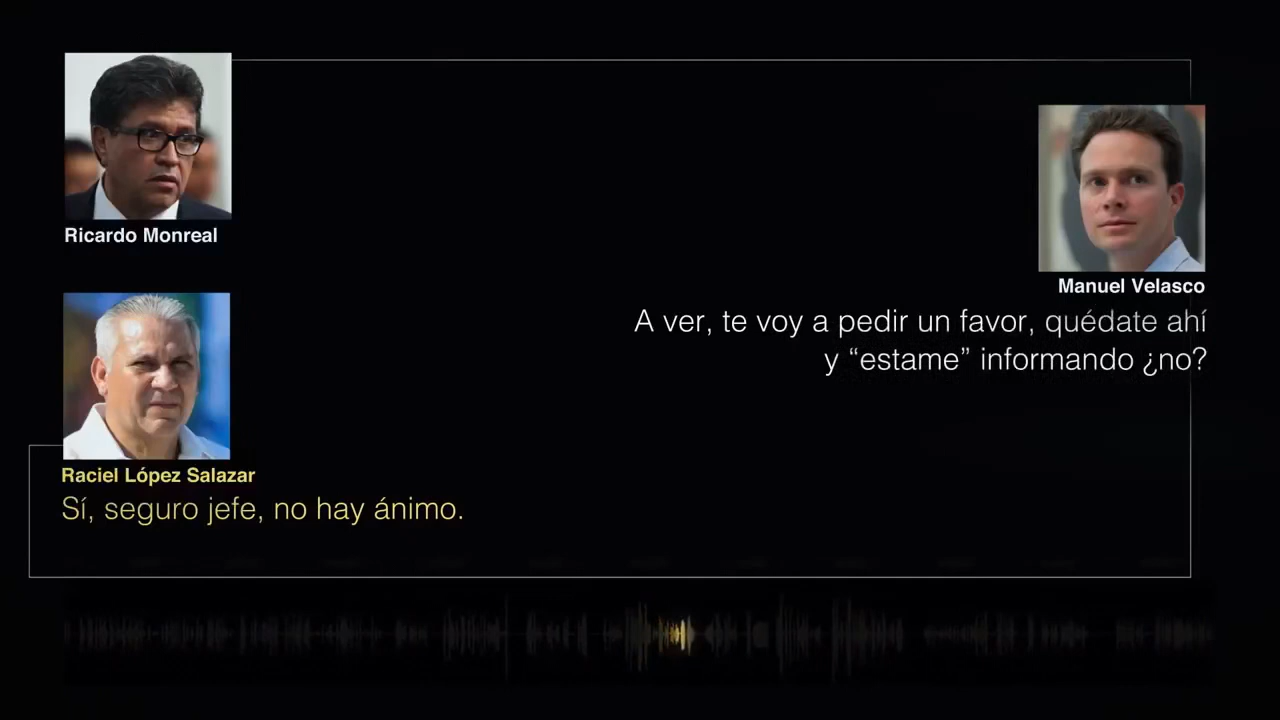 Ricardo Monreal
Manuel Velasco
A ver, te voy a pedir un favor, quédate ahí
y “estame” informando ¿no?
Raciel López Salazar
Sí, seguro jefe, no hay ánimo.